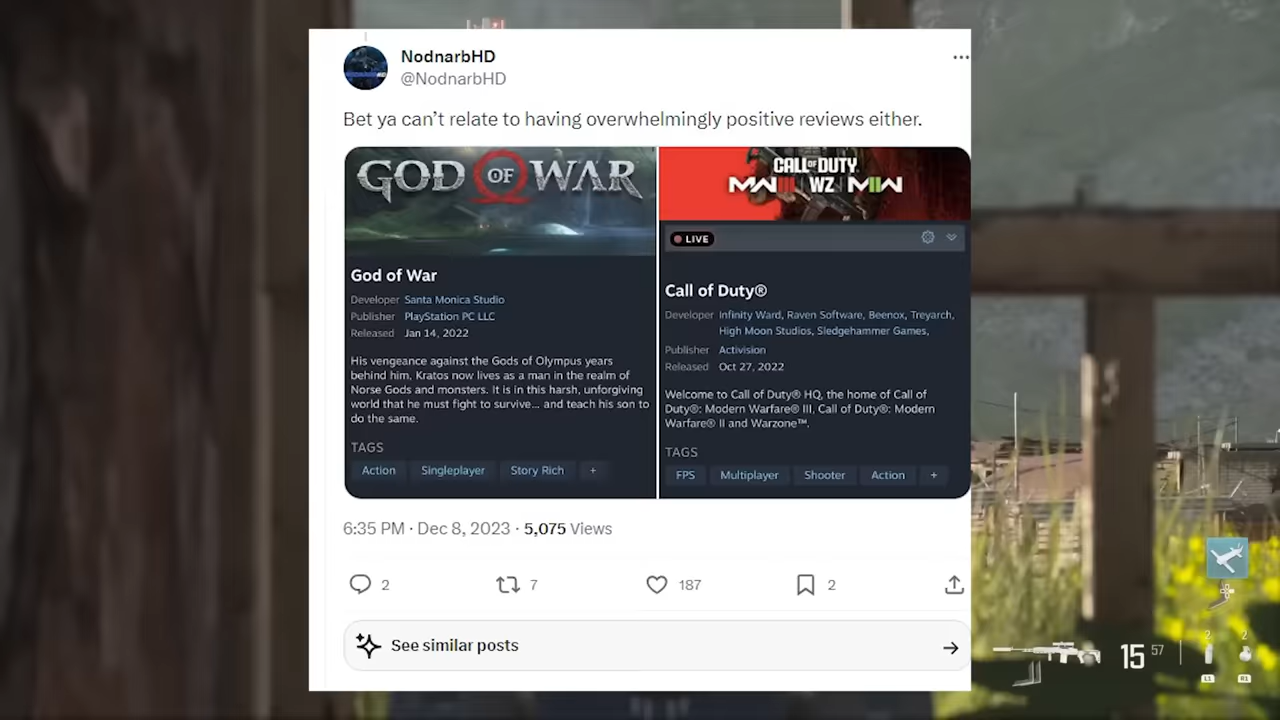 NodnarbHD
@NodnarbHD
Bet ya can't relate to having overwhelmingly positive reviews either.
GOD OF WAR
God of War
Developer Santa Monica Studio
Publisher PlayStation PC LLC
Released Jan 14, 2022
His vengeance against the Gods of Olympus years
behind him, Kratos now lives as a man in the realm of
Norse Gods and monsters. It is in this harsh, unforgiving
world that he must fight to survive... and teach his son to
do the same.
TAGS
Action Singleplayer Story Rich +
CALL OF DUTY
MWIII WZ MWII
LIVE
Call of Duty®
Developer Infinity Ward, Raven Software, Beenox, Treyarch,
High Moon Studios, Sledgehammer Games,
Publisher Activision
Released Oct 27, 2022
Welcome to Call of Duty® HQ, the home of Call of
Duty®: Modern Warfare® III, Call of Duty®: Modern
Warfare® II and Warzone™.
TAGS
FPS Multiplayer Shooter Action +
6:35 PM · Dec 8, 2023 · 5,075 Views
2 7 187 2
See similar posts
15 57
2 2
L1 R1